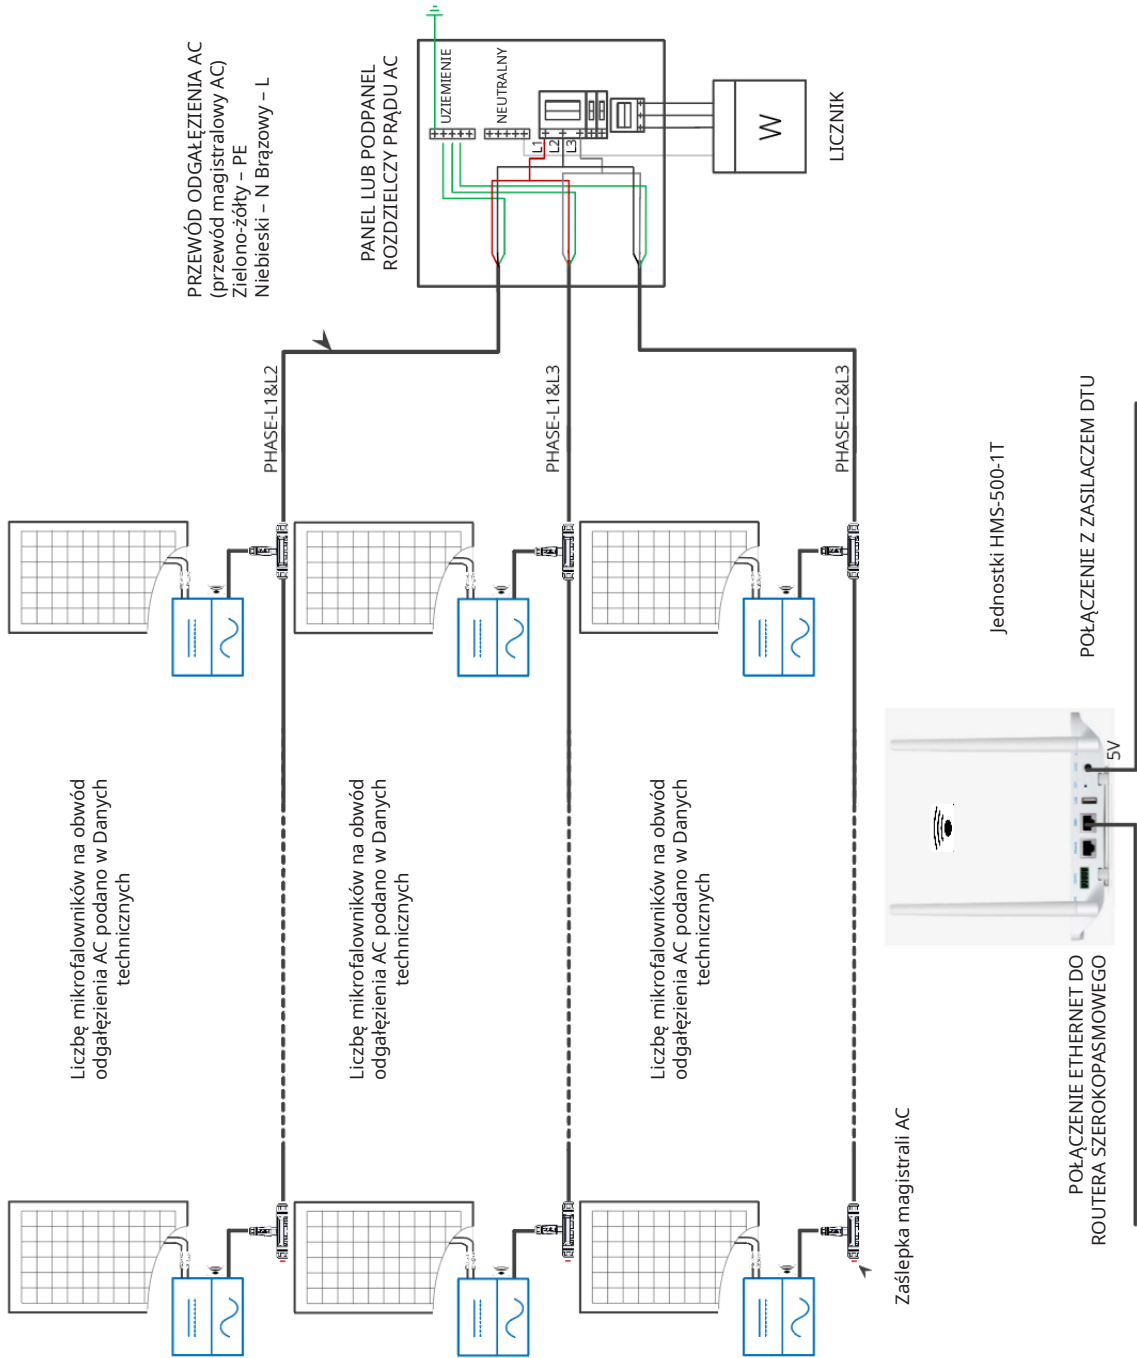 PRZEWÓD ODGAŁĘZIENIA AC
(przewód magistralowy AC)
Zielono-żółty – PE
Niebieski – N Brązowy – L
PANEL LUB PODPANEL
ROZDZIELCZY PRĄDU AC
UZIEMIENIE
NEUTRALNY
L1
L2
L3
W
LICZNIK
PHASE-L1&L2
PHASE-L1&L3
PHASE-L2&L3
Liczbę mikrofalowników na obwód
odgałęzienia AC podano w Danych
technicznych
Liczbę mikrofalowników na obwód
odgałęzienia AC podano w Danych
technicznych
Liczbę mikrofalowników na obwód
odgałęzienia AC podano w Danych
technicznych
Jednostki HMS-500-1T
POŁĄCZENIE Z ZASILACZEM DTU
5V
POŁĄCZENIE ETHERNET DO
ROUTERA SZEROKOPASMOWEGO
Zaślepka magistrali AC